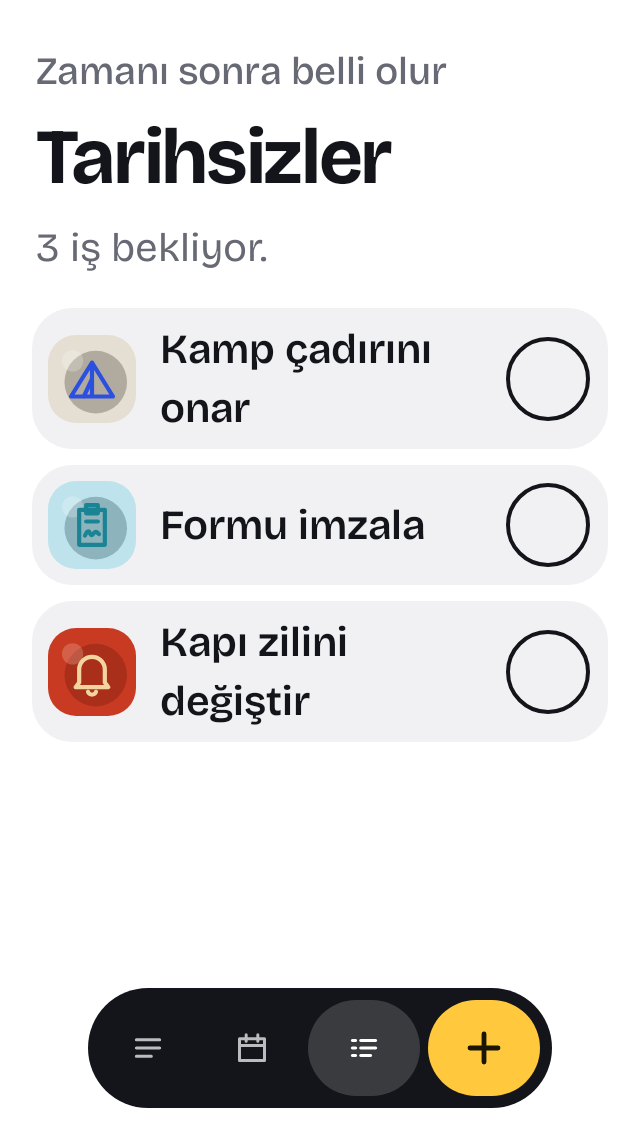 Zamanı sonra belli olur
Tarihsizler
3 iş bekliyor.
Kamp çadırını
onar
Formu imzala
Kapı zilini
değiştir